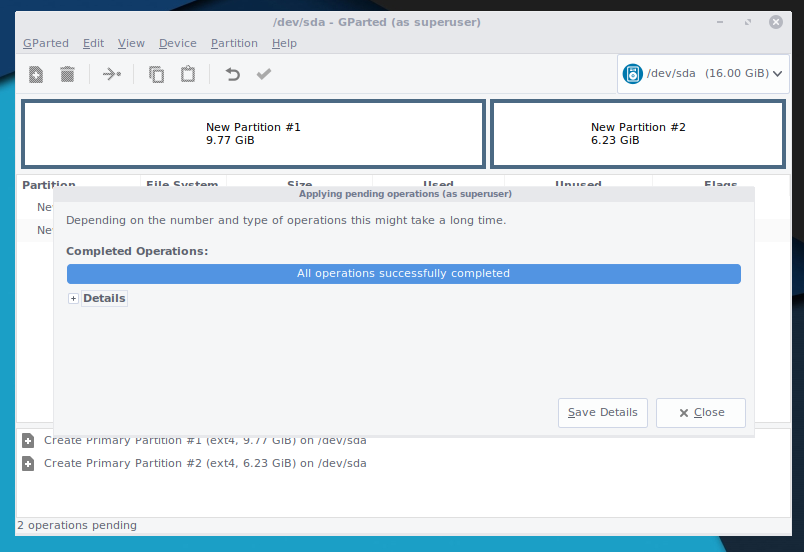 /dev/sda - GParted (as superuser)
GParted Edit View Device Partition Help
/dev/sda (16.00 GiB)
New Partition #1
9.77 GiB
New Partition #2
6.23 GiB
Partition File System Size Used Unused Flags
Applying pending operations (as superuser)
Depending on the number and type of operations this might take a long time.
Completed Operations:
All operations successfully completed
Details
Save Details Close
Create Primary Partition #1 (ext4, 9.77 GiB) on /dev/sda
Create Primary Partition #2 (ext4, 6.23 GiB) on /dev/sda
2 operations pending